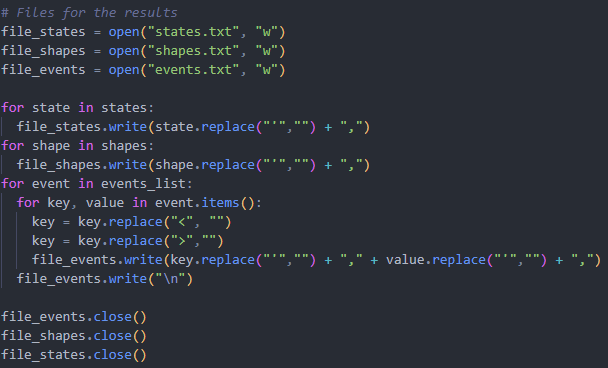 # Files for the results
file_states = open("states.txt", "w")
file_shapes = open("shapes.txt", "w")
file_events = open("events.txt", "w")

for state in states:
  file_states.write(state.replace("'","") + ",")
for shape in shapes:
  file_shapes.write(shape.replace("'","") + ",")
for event in events_list:
  for key, value in event.items():
    key = key.replace("<", "")
    key = key.replace(">","")
    file_events.write(key.replace("'","") + "," + value.replace("'","") + ",")
  file_events.write("\n")

file_events.close()
file_shapes.close()
file_states.close()